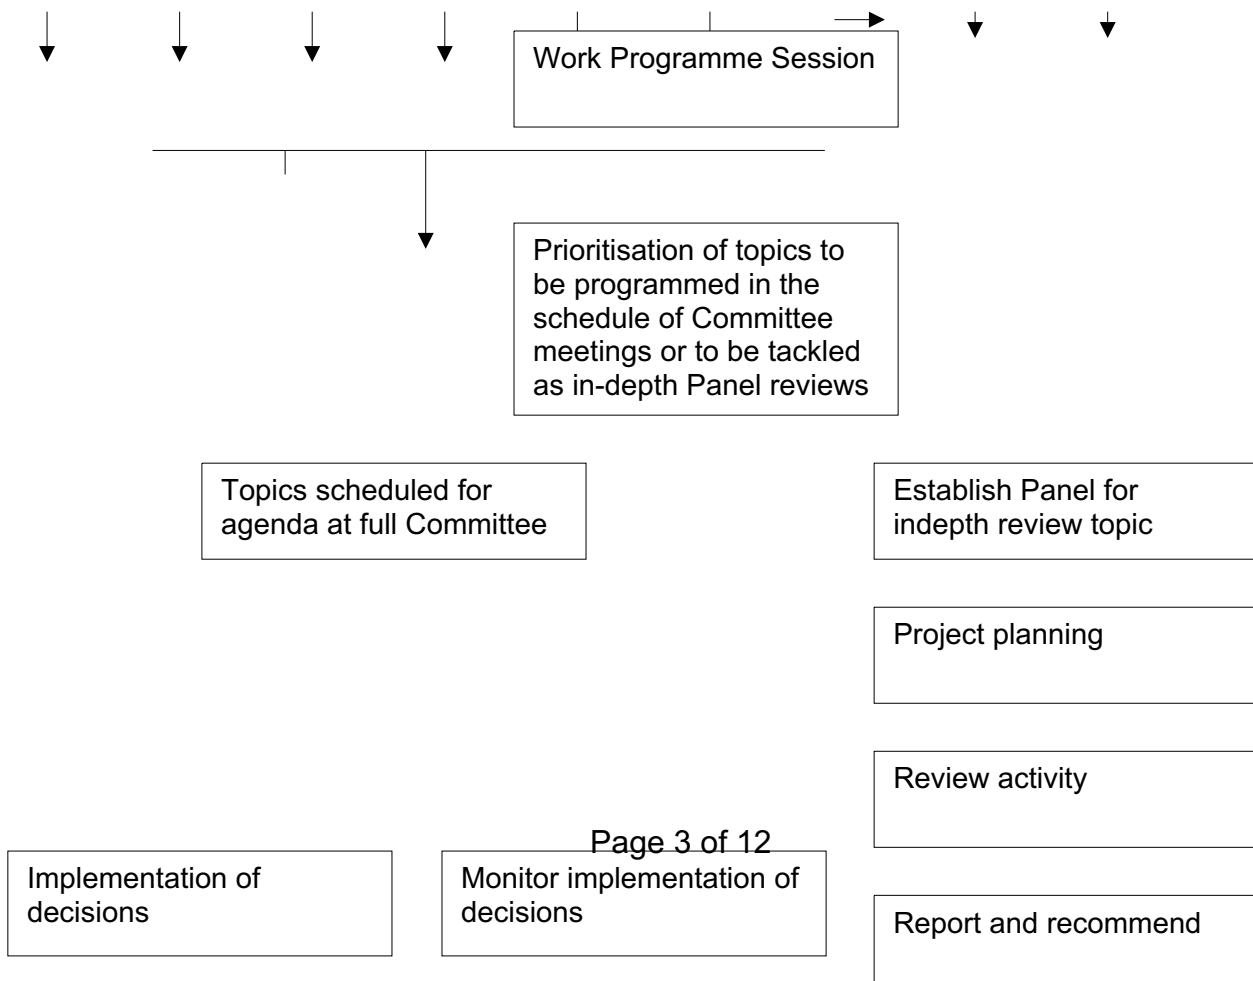 Work Programme Session
Prioritisation of topics to
be programmed in the
schedule of Committee
meetings or to be tackled
as in-depth Panel reviews
Topics scheduled for
agenda at full Committee
Establish Panel for
indepth review topic
Project planning
Review activity
Page 3 of 12
Implementation of
decisions
Monitor implementation of
decisions
Report and recommend